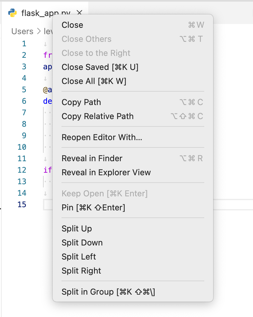 flask_app.py
Users
Close ⌘W
Close Others ⌥⌘T
Close to the Right
Close Saved [⌘K U]
Close All [⌘K W]
Copy Path ⌥⌘C
Copy Relative Path ⌥⇧⌘C
Reopen Editor With...
Reveal in Finder ⌥⌘R
Reveal in Explorer View
Keep Open [⌘K Enter]
Pin [⌘K ⇧Enter]
Split Up
Split Down
Split Left
Split Right
Split in Group [⌘K ⇧⌘\]
1
2
3 fr
4 ap
5 @a
6 de
7
8
9
10
11
12 if
13
14
15